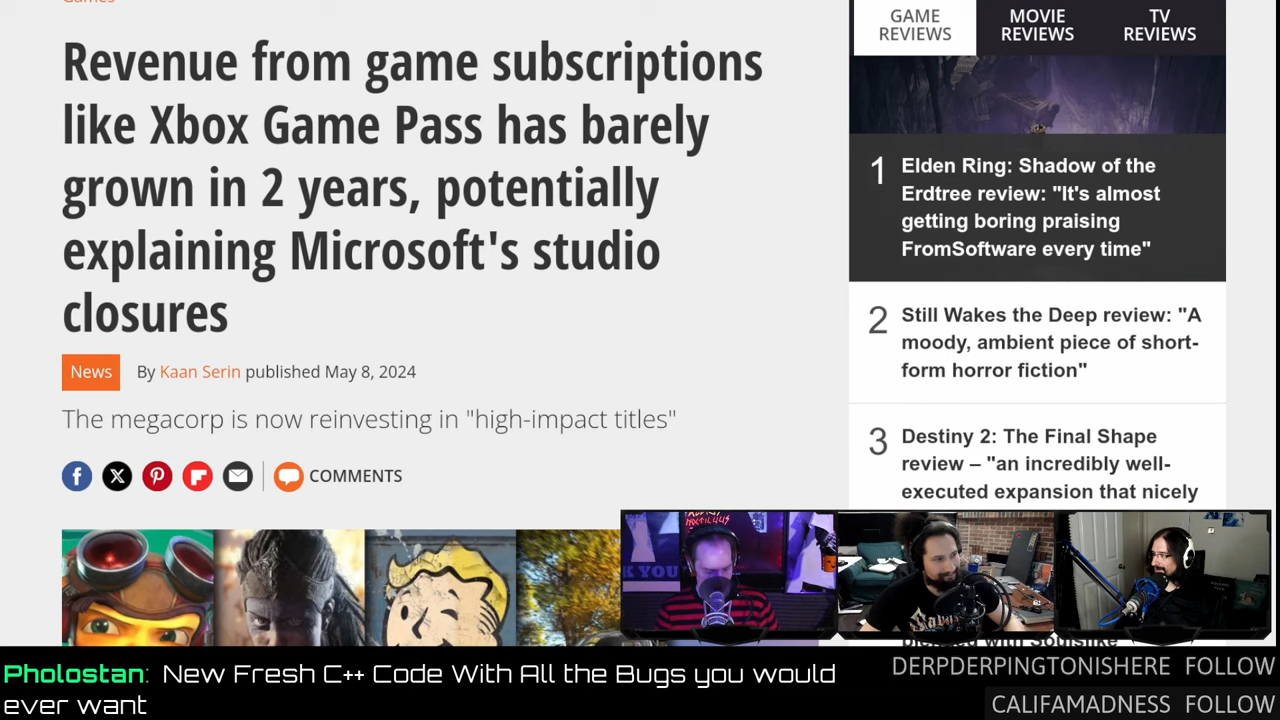 Games
Revenue from game subscriptions
like Xbox Game Pass has barely
grown in 2 years, potentially
explaining Microsoft's studio
closures
News
By Kaan Serin published May 8, 2024
The megacorp is now reinvesting in "high-impact titles"
COMMENTS
GAME
REVIEWS
MOVIE
REVIEWS
TV
REVIEWS
1
Elden Ring: Shadow of the
Erdtree review: "It's almost
getting boring praising
FromSoftware every time"
2
Still Wakes the Deep review: "A
moody, ambient piece of short-
form horror fiction"
3
Destiny 2: The Final Shape
review – "an incredibly well-
executed expansion that nicely
K YOU
blended with Soulslike
Pholostan: New Fresh C++ Code With All the Bugs you would
ever want
DERPDERPINGTONISHERE FOLLOW
CALIFAMADNESS FOLLOW